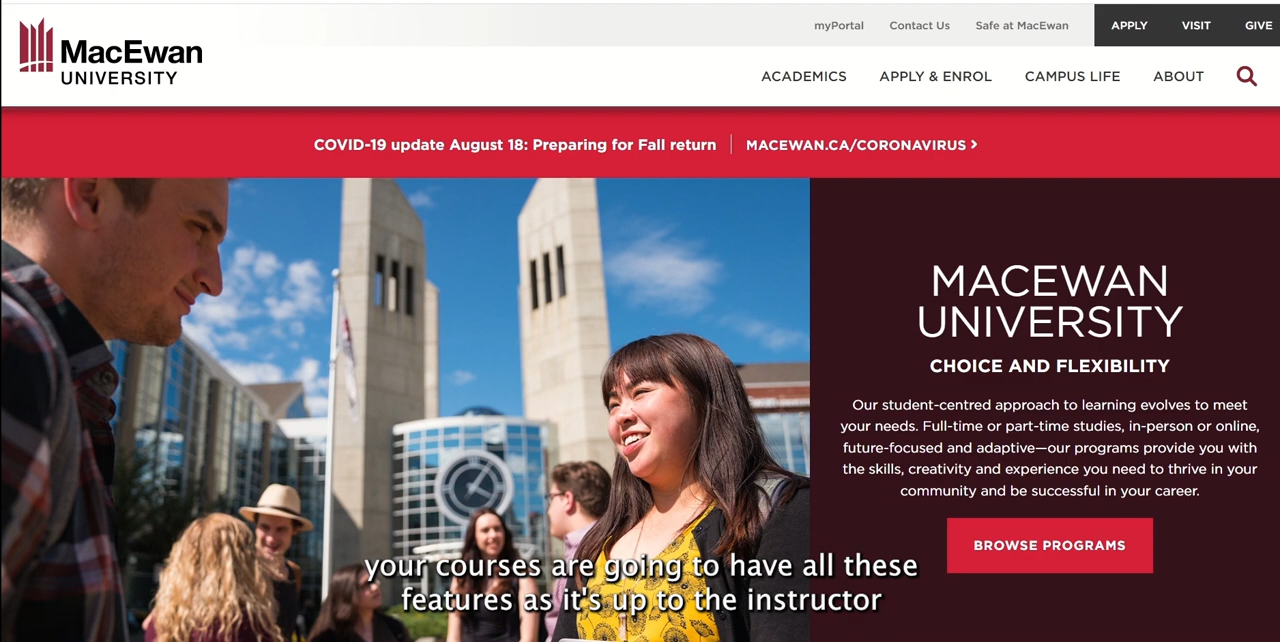 MacEwan
UNIVERSITY
myPortal Contact Us Safe at MacEwan APPLY VISIT GIVE
ACADEMICS APPLY & ENROL CAMPUS LIFE ABOUT
COVID-19 update August 18: Preparing for Fall return MACEWAN.CA/CORONAVIRUS >
MACEWAN
UNIVERSITY
CHOICE AND FLEXIBILITY
Our student-centred approach to learning evolves to meet
your needs. Full-time or part-time studies, in-person or online,
future-focused and adaptive—our programs provide you with
the skills, creativity and experience you need to thrive in your
community and be successful in your career.
BROWSE PROGRAMS
your courses are going to have all these
features as it's up to the instructor